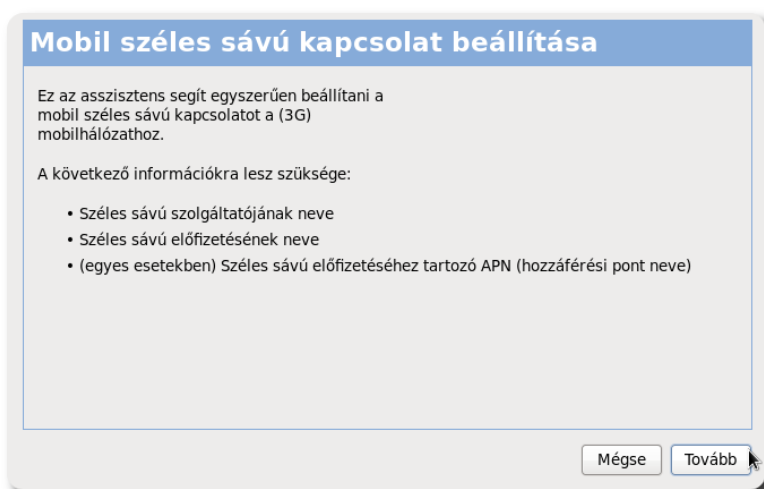 Mobil széles sávú kapcsolat beállítása
Ez az asszisztens segít egyszerűen beállítani a
mobil széles sávú kapcsolatot a (3G)
mobilhálózathoz.
A következő információkra lesz szüksége:
• Széles sávú szolgáltatójának neve
• Széles sávú előfizetésének neve
• (egyes esetekben) Széles sávú előfizetéséhez tartozó APN (hozzáférési pont neve)
Mégse Tovább